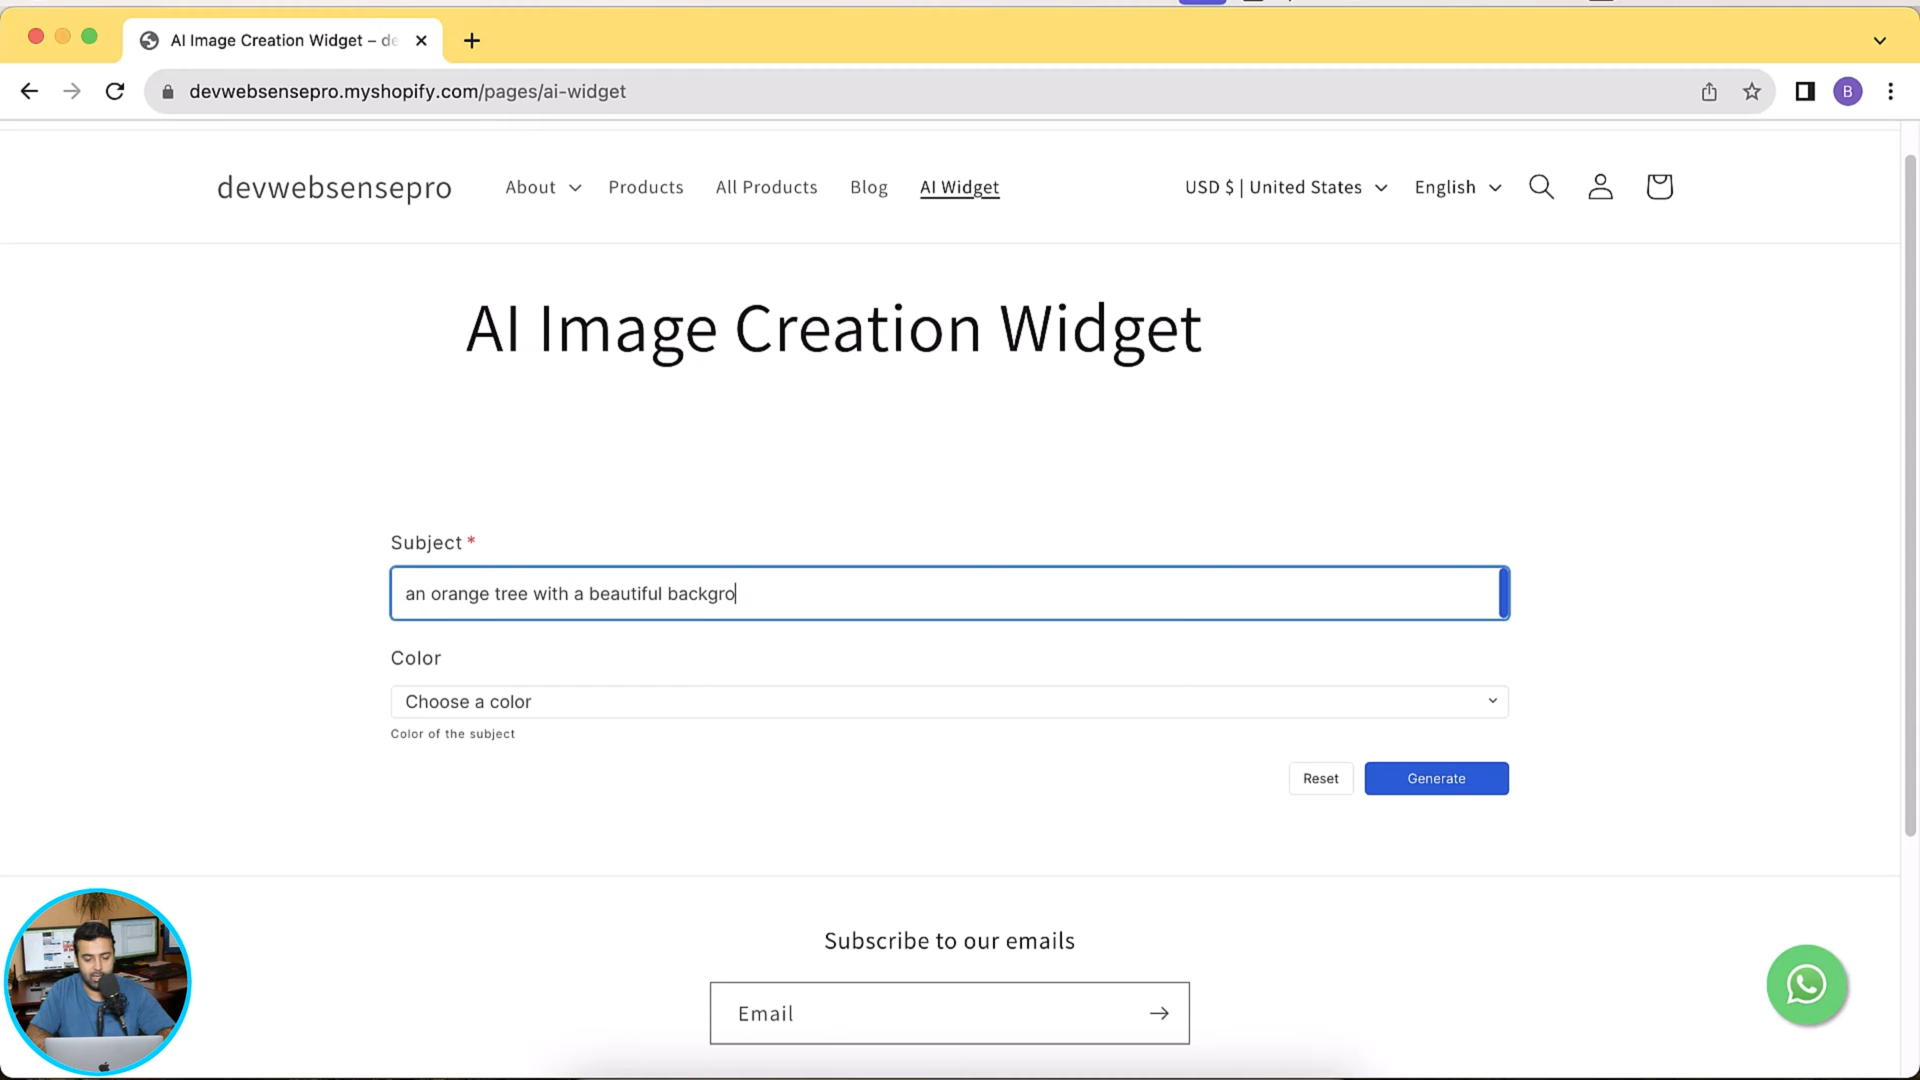 AI Image Creation Widget – de
devwebsensepro.myshopify.com/pages/ai-widget
B
devwebsensepro
About
Products
All Products
Blog
AI Widget
USD $ | United States
English
AI Image Creation Widget
Subject *
an orange tree with a beautiful backgro
Color
Choose a color
Color of the subject
Reset
Generate
Subscribe to our emails
Email